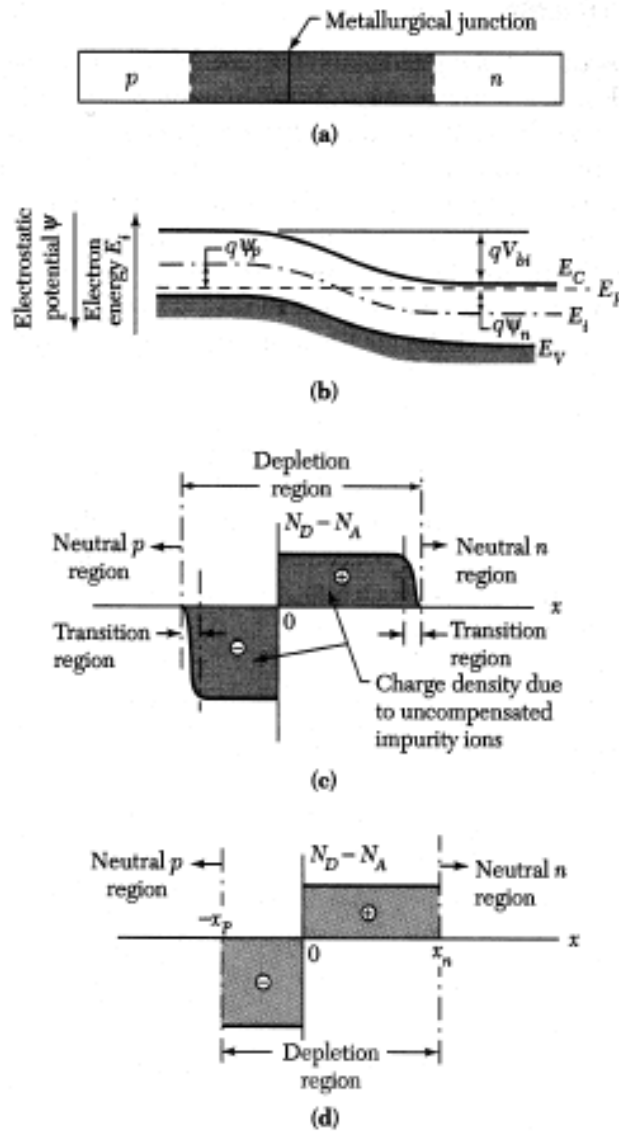 Metallurgical junction
p
n
(a)
Electrostatic
potential ψ
Electron
energy Ei
qψp
qVbi
EC
EF
Ei
qψn
EV
(b)
Depletion
region
ND – NA
Neutral p
region
Neutral n
region
0
x
Transition
region
Transition
region
Charge density due
to uncompensated
impurity ions
(c)
ND – NA
Neutral p
region
Neutral n
region
–xp
0
xn
x
Depletion
region
(d)